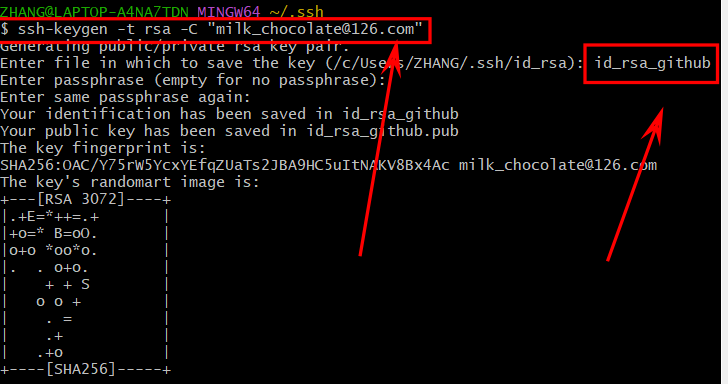 ZHANG@LAPTOP-A4NA7TDN MINGW64 ~/.ssh
$ ssh-keygen -t rsa -C "milk_chocolate@126.com"
Generating public/private rsa key pair.
Enter file in which to save the key (/c/Users/ZHANG/.ssh/id_rsa): id_rsa_github
Enter passphrase (empty for no passphrase):
Enter same passphrase again:
Your identification has been saved in id_rsa_github
Your public key has been saved in id_rsa_github.pub
The key fingerprint is:
SHA256:OAC/Y75rW5YcxYEfqZUaTs2JBA9HC5uItNAKV8Bx4Ac milk_chocolate@126.com
The key's randomart image is:
+---[RSA 3072]----+
|.+E=*++=.+       |
|+o=* B=oO.       |
|o+o *oo*o.       |
|.  . o+o.        |
|    + + S        |
|   o o +         |
|    . =          |
|    .+           |
|   .+o           |
+----[SHA256]-----+